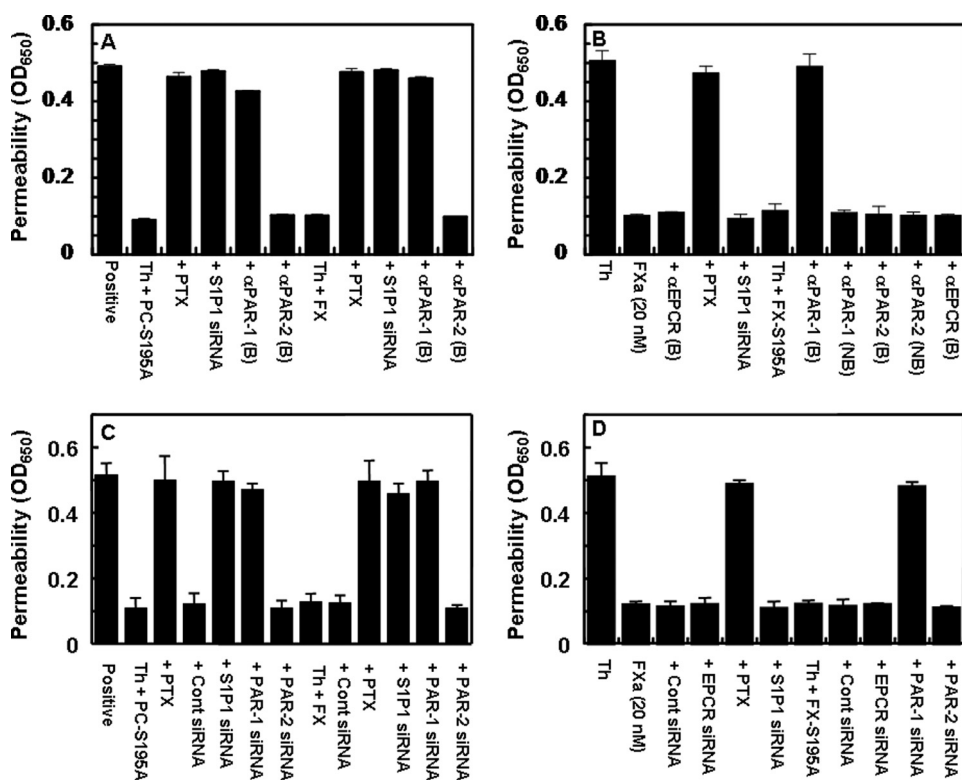 A
Permeability (OD650)
0.6
0.4
0.2
0
Positive
Th + PC-S195A
+ PTX
+ S1P1 siRNA
+ αPAR-1 (B)
+ αPAR-2 (B)
Th + FX
+ PTX
+ S1P1 siRNA
+ αPAR-1 (B)
+ αPAR-2 (B)
B
Permeability (OD650)
0.6
0.4
0.2
0
Th
FXa (20 nM)
+ αEPCR (B)
+ PTX
+ S1P1 siRNA
Th + FX-S195A
+ αPAR-1 (B)
+ αPAR-1 (NB)
+ αPAR-2 (B)
+ αPAR-2 (NB)
+ αEPCR (B)
C
Permeability (OD650)
0.6
0.4
0.2
0
Positive
Th + PC-S195A
+ PTX
+ Cont siRNA
+ S1P1 siRNA
+ PAR-1 siRNA
+ PAR-2 siRNA
Th + FX
+ Cont siRNA
+ PTX
+ S1P1 siRNA
+ PAR-1 siRNA
+ PAR-2 siRNA
D
Permeability (OD650)
0.6
0.4
0.2
0
Th
FXa (20 nM)
+ Cont siRNA
+ EPCR siRNA
+ PTX
+ S1P1 siRNA
Th + FX-S195A
+ Cont siRNA
+ EPCR siRNA
+ PAR-1 siRNA
+ PAR-2 siRNA